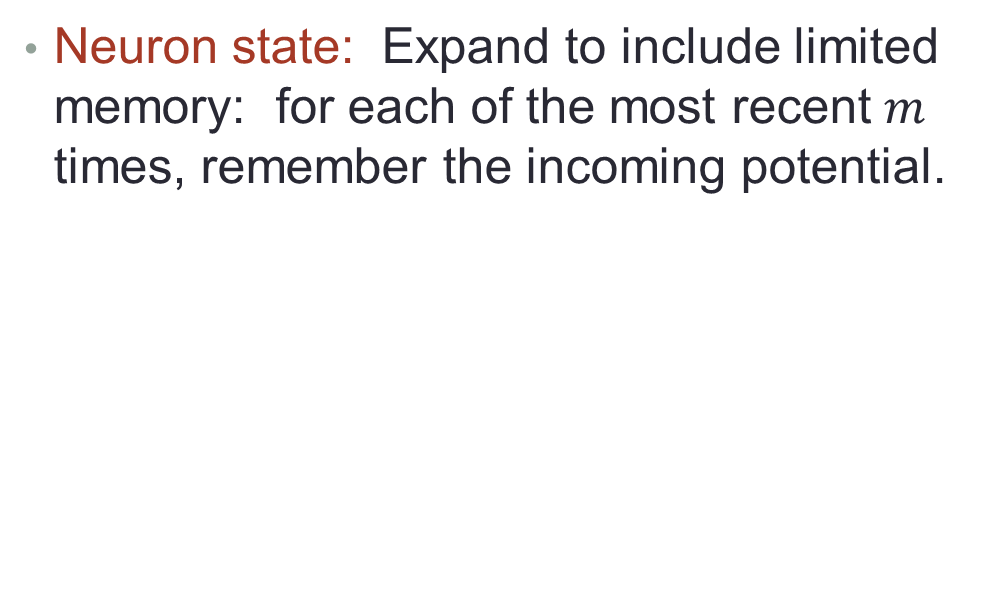 • Neuron state: Expand to include limited
memory: for each of the most recent m
times, remember the incoming potential.